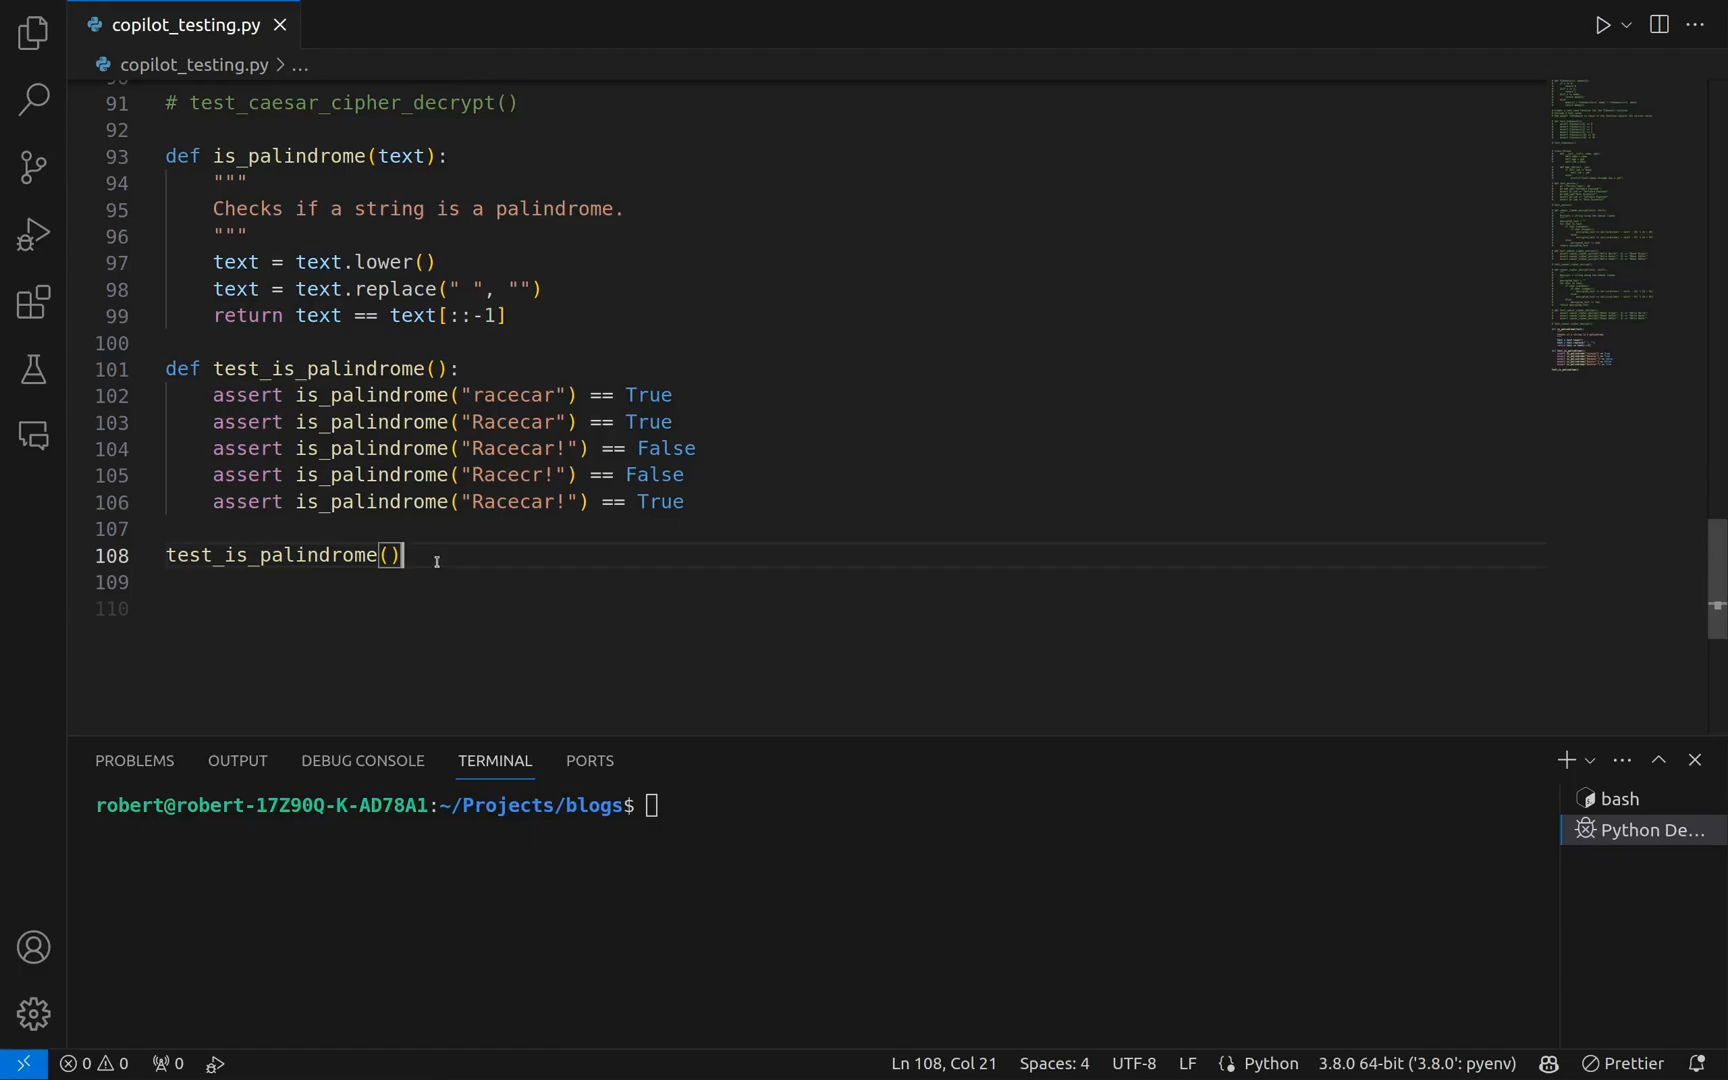 copilot_testing.py
copilot_testing.py > ...
91 # test_caesar_cipher_decrypt()
92
93 def is_palindrome(text):
94 """
95 Checks if a string is a palindrome.
96 """
97 text = text.lower()
98 text = text.replace(" ", "")
99 return text == text[::-1]
100
101 def test_is_palindrome():
102 assert is_palindrome("racecar") == True
103 assert is_palindrome("Racecar") == True
104 assert is_palindrome("Racecar!") == False
105 assert is_palindrome("Racecr!") == False
106 assert is_palindrome("Racecar!") == True
107
108 test_is_palindrome()
109
110
PROBLEMS OUTPUT DEBUG CONSOLE TERMINAL PORTS
robert@robert-17Z90Q-K-AD78A1:~/Projects/blogs$
bash
Python De...
0 0 0 Ln 108, Col 21 Spaces: 4 UTF-8 LF Python 3.8.0 64-bit ('3.8.0': pyenv) Prettier